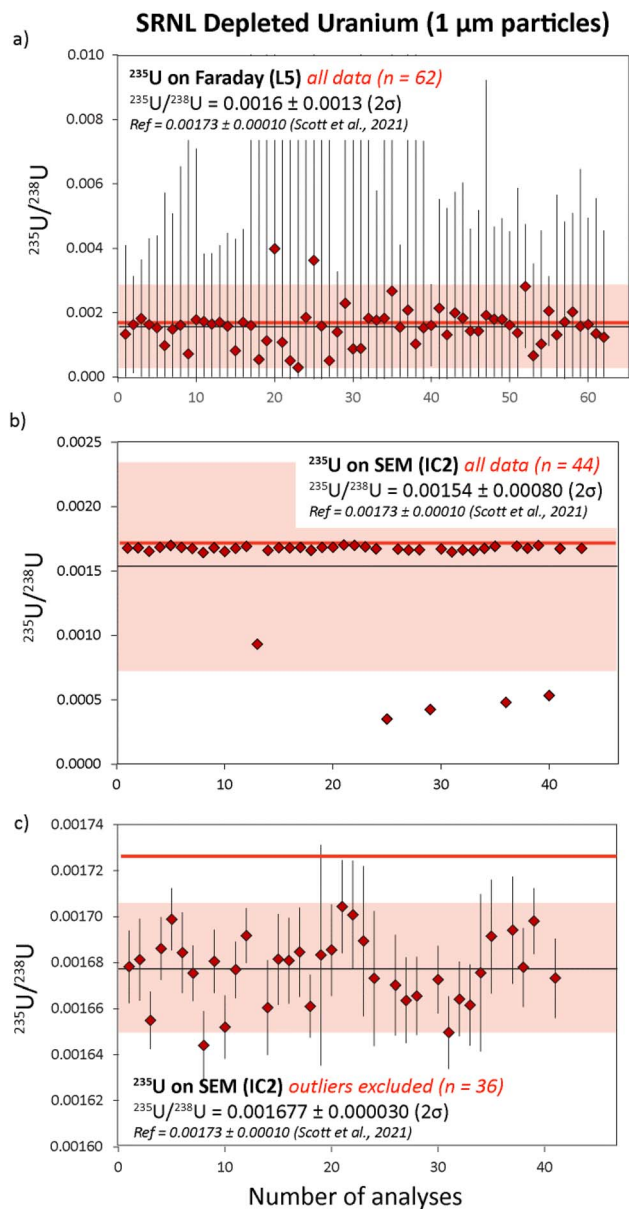 SRNL Depleted Uranium (1 µm particles)
a)
²³⁵U on Faraday (L5) all data (n = 62)
²³⁵U/²³⁸U = 0.0016 ± 0.0013 (2σ)
Ref = 0.00173 ± 0.00010 (Scott et al., 2021)
²³⁵U/²³⁸U
0.010
0.008
0.006
0.004
0.002
0.000
0 10 20 30 40 50 60
b)
²³⁵U on SEM (IC2) all data (n = 44)
²³⁵U/²³⁸U = 0.00154 ± 0.00080 (2σ)
Ref = 0.00173 ± 0.00010 (Scott et al., 2021)
²³⁵U/²³⁸U
0.0025
0.0020
0.0015
0.0010
0.0005
0.0000
0 10 20 30 40
c)
²³⁵U/²³⁸U
0.00174
0.00172
0.00170
0.00168
0.00166
0.00164
0.00162
0.00160
²³⁵U on SEM (IC2) outliers excluded (n = 36)
²³⁵U/²³⁸U = 0.001677 ± 0.000030 (2σ)
Ref = 0.00173 ± 0.00010 (Scott et al., 2021)
0 10 20 30 40
Number of analyses